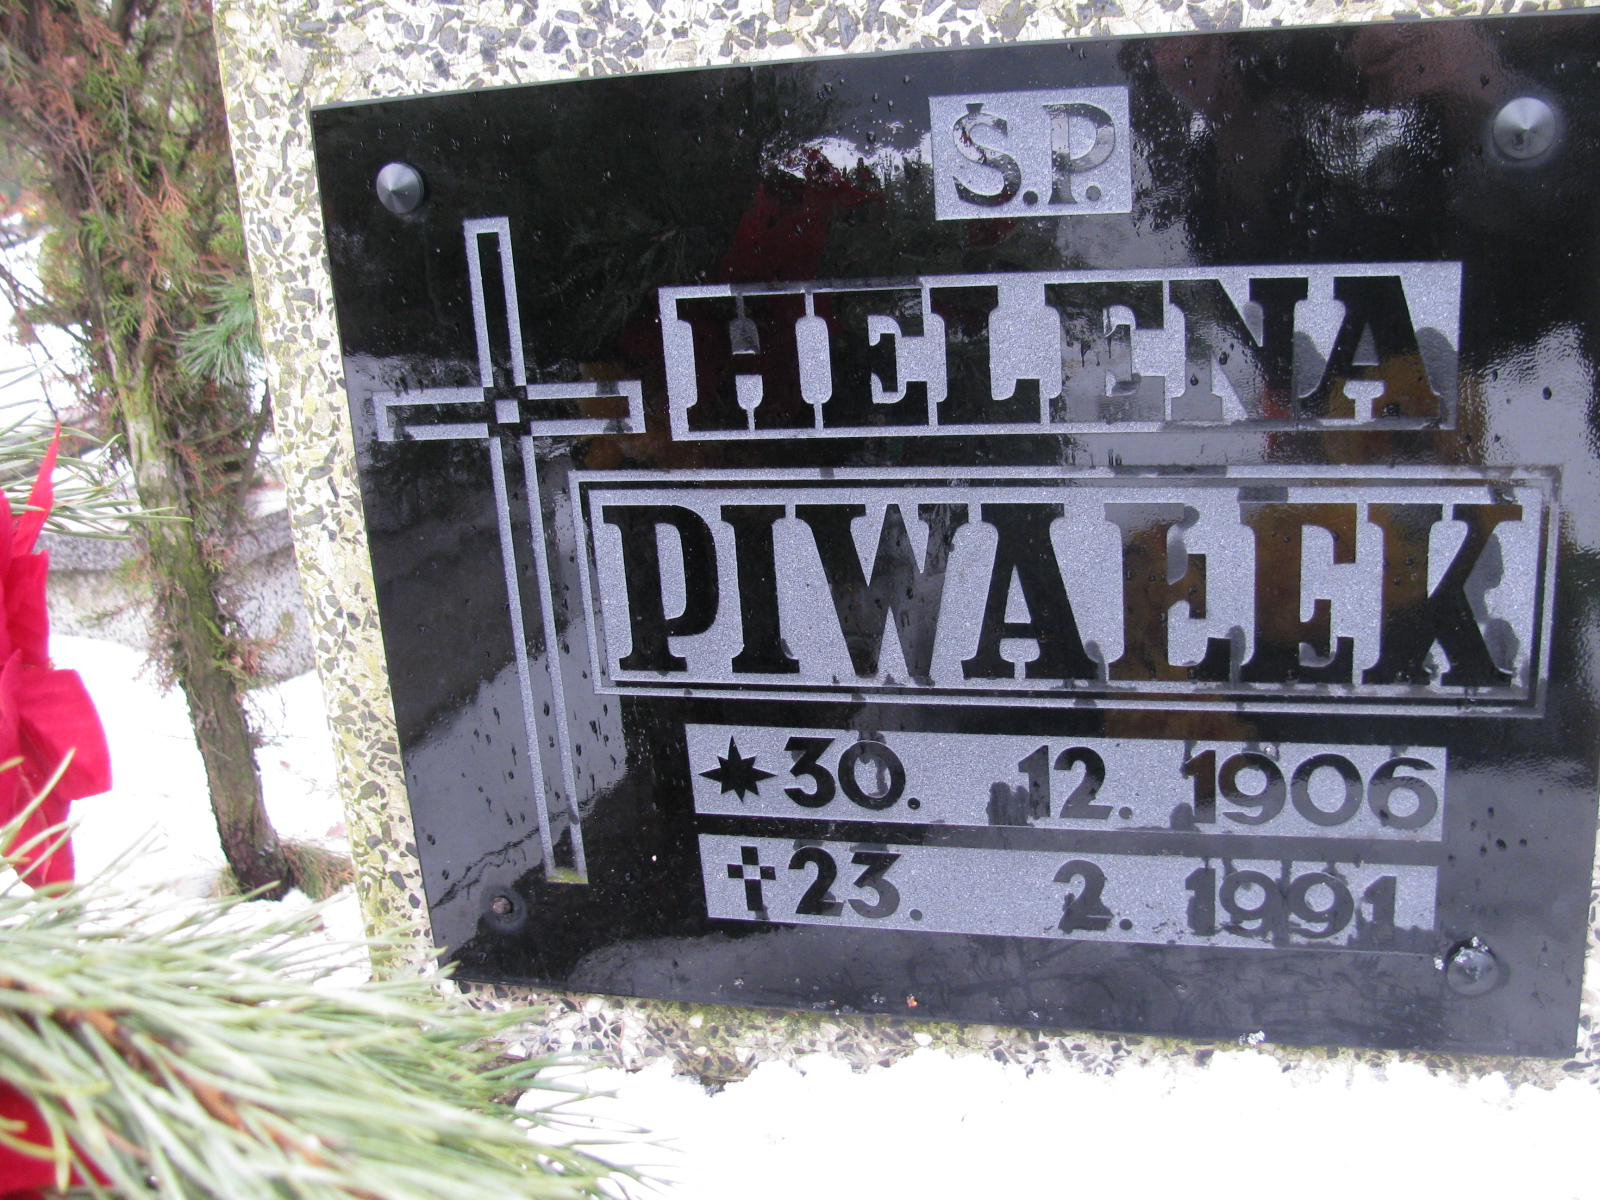 Ś.P.
HELENA
PIWAŁEK
30. 12. 1906
23. 2. 1991